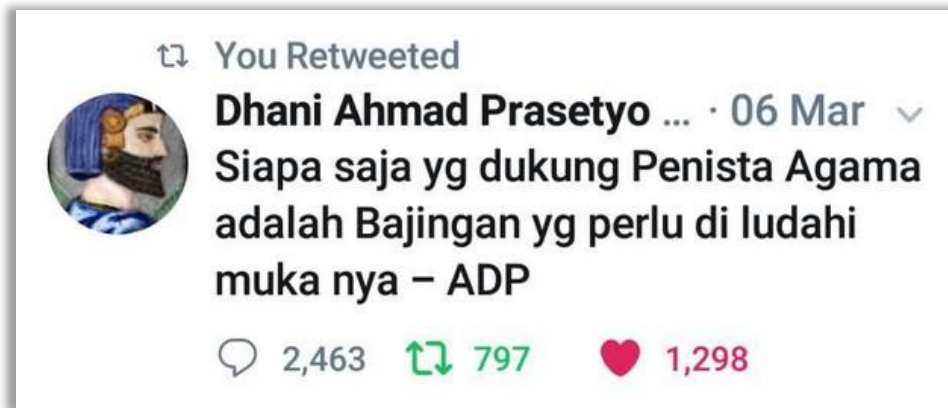 You Retweeted
Dhani Ahmad Prasetyo ... · 06 Mar
Siapa saja yg dukung Penista Agama
adalah Bajingan yg perlu di ludahi
muka nya – ADP
2,463 797 1,298